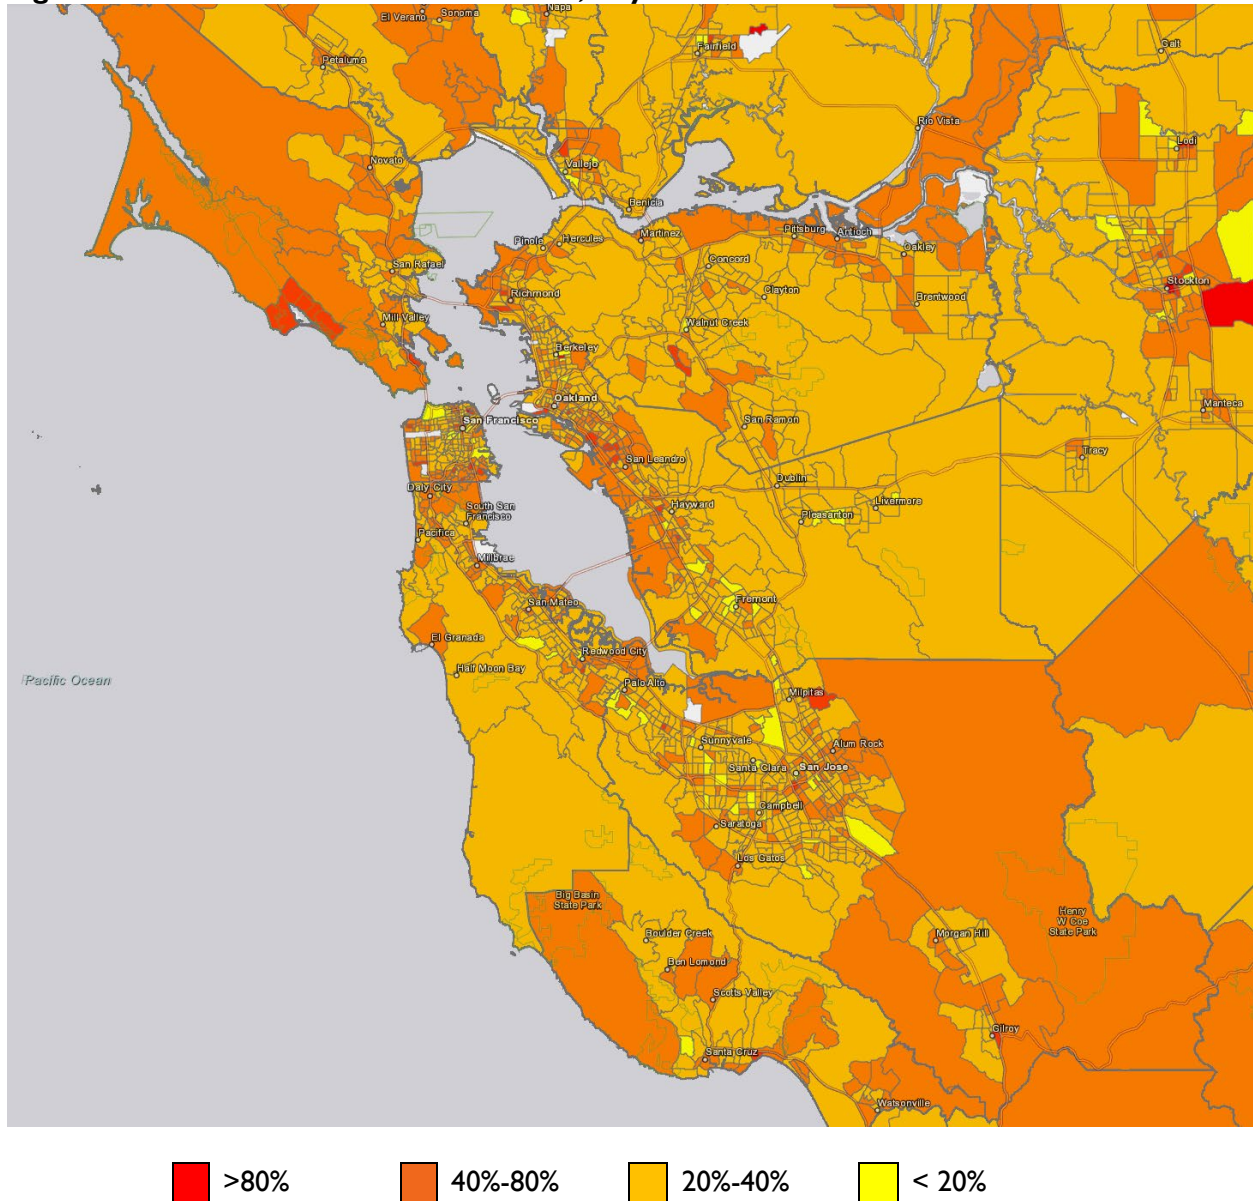 El Verano
Sonoma
Napa
Fairfield
Galt
Petaluma
Rio Vista
Lodi
Novato
Vallejo
Benicia
Pinole
Hercules
Martinez
Pittsburg
Antioch
Oakley
San Rafael
Concord
Stockton
Richmond
Clayton
Brentwood
Mill Valley
Walnut Creek
Berkeley
Oakland
Manteca
San Francisco
San Ramon
San Leandro
Tracy
Daly City
Dublin
South San
Francisco
Hayward
Livermore
Pleasanton
Pacifica
Millbrae
San Mateo
Fremont
El Granada
Redwood City
Half Moon Bay
Pacific Ocean
Palo Alto
Milpitas
Sunnyvale
Alum Rock
Santa Clara
San Jose
Campbell
Saratoga
Los Gatos
Big Basin
State Park
Henry
W Coe
State Park
Boulder Creek
Morgan Hill
Ben Lomond
Scotts Valley
Gilroy
Santa Cruz
Watsonville
>80%
40%-80%
20%-40%
< 20%